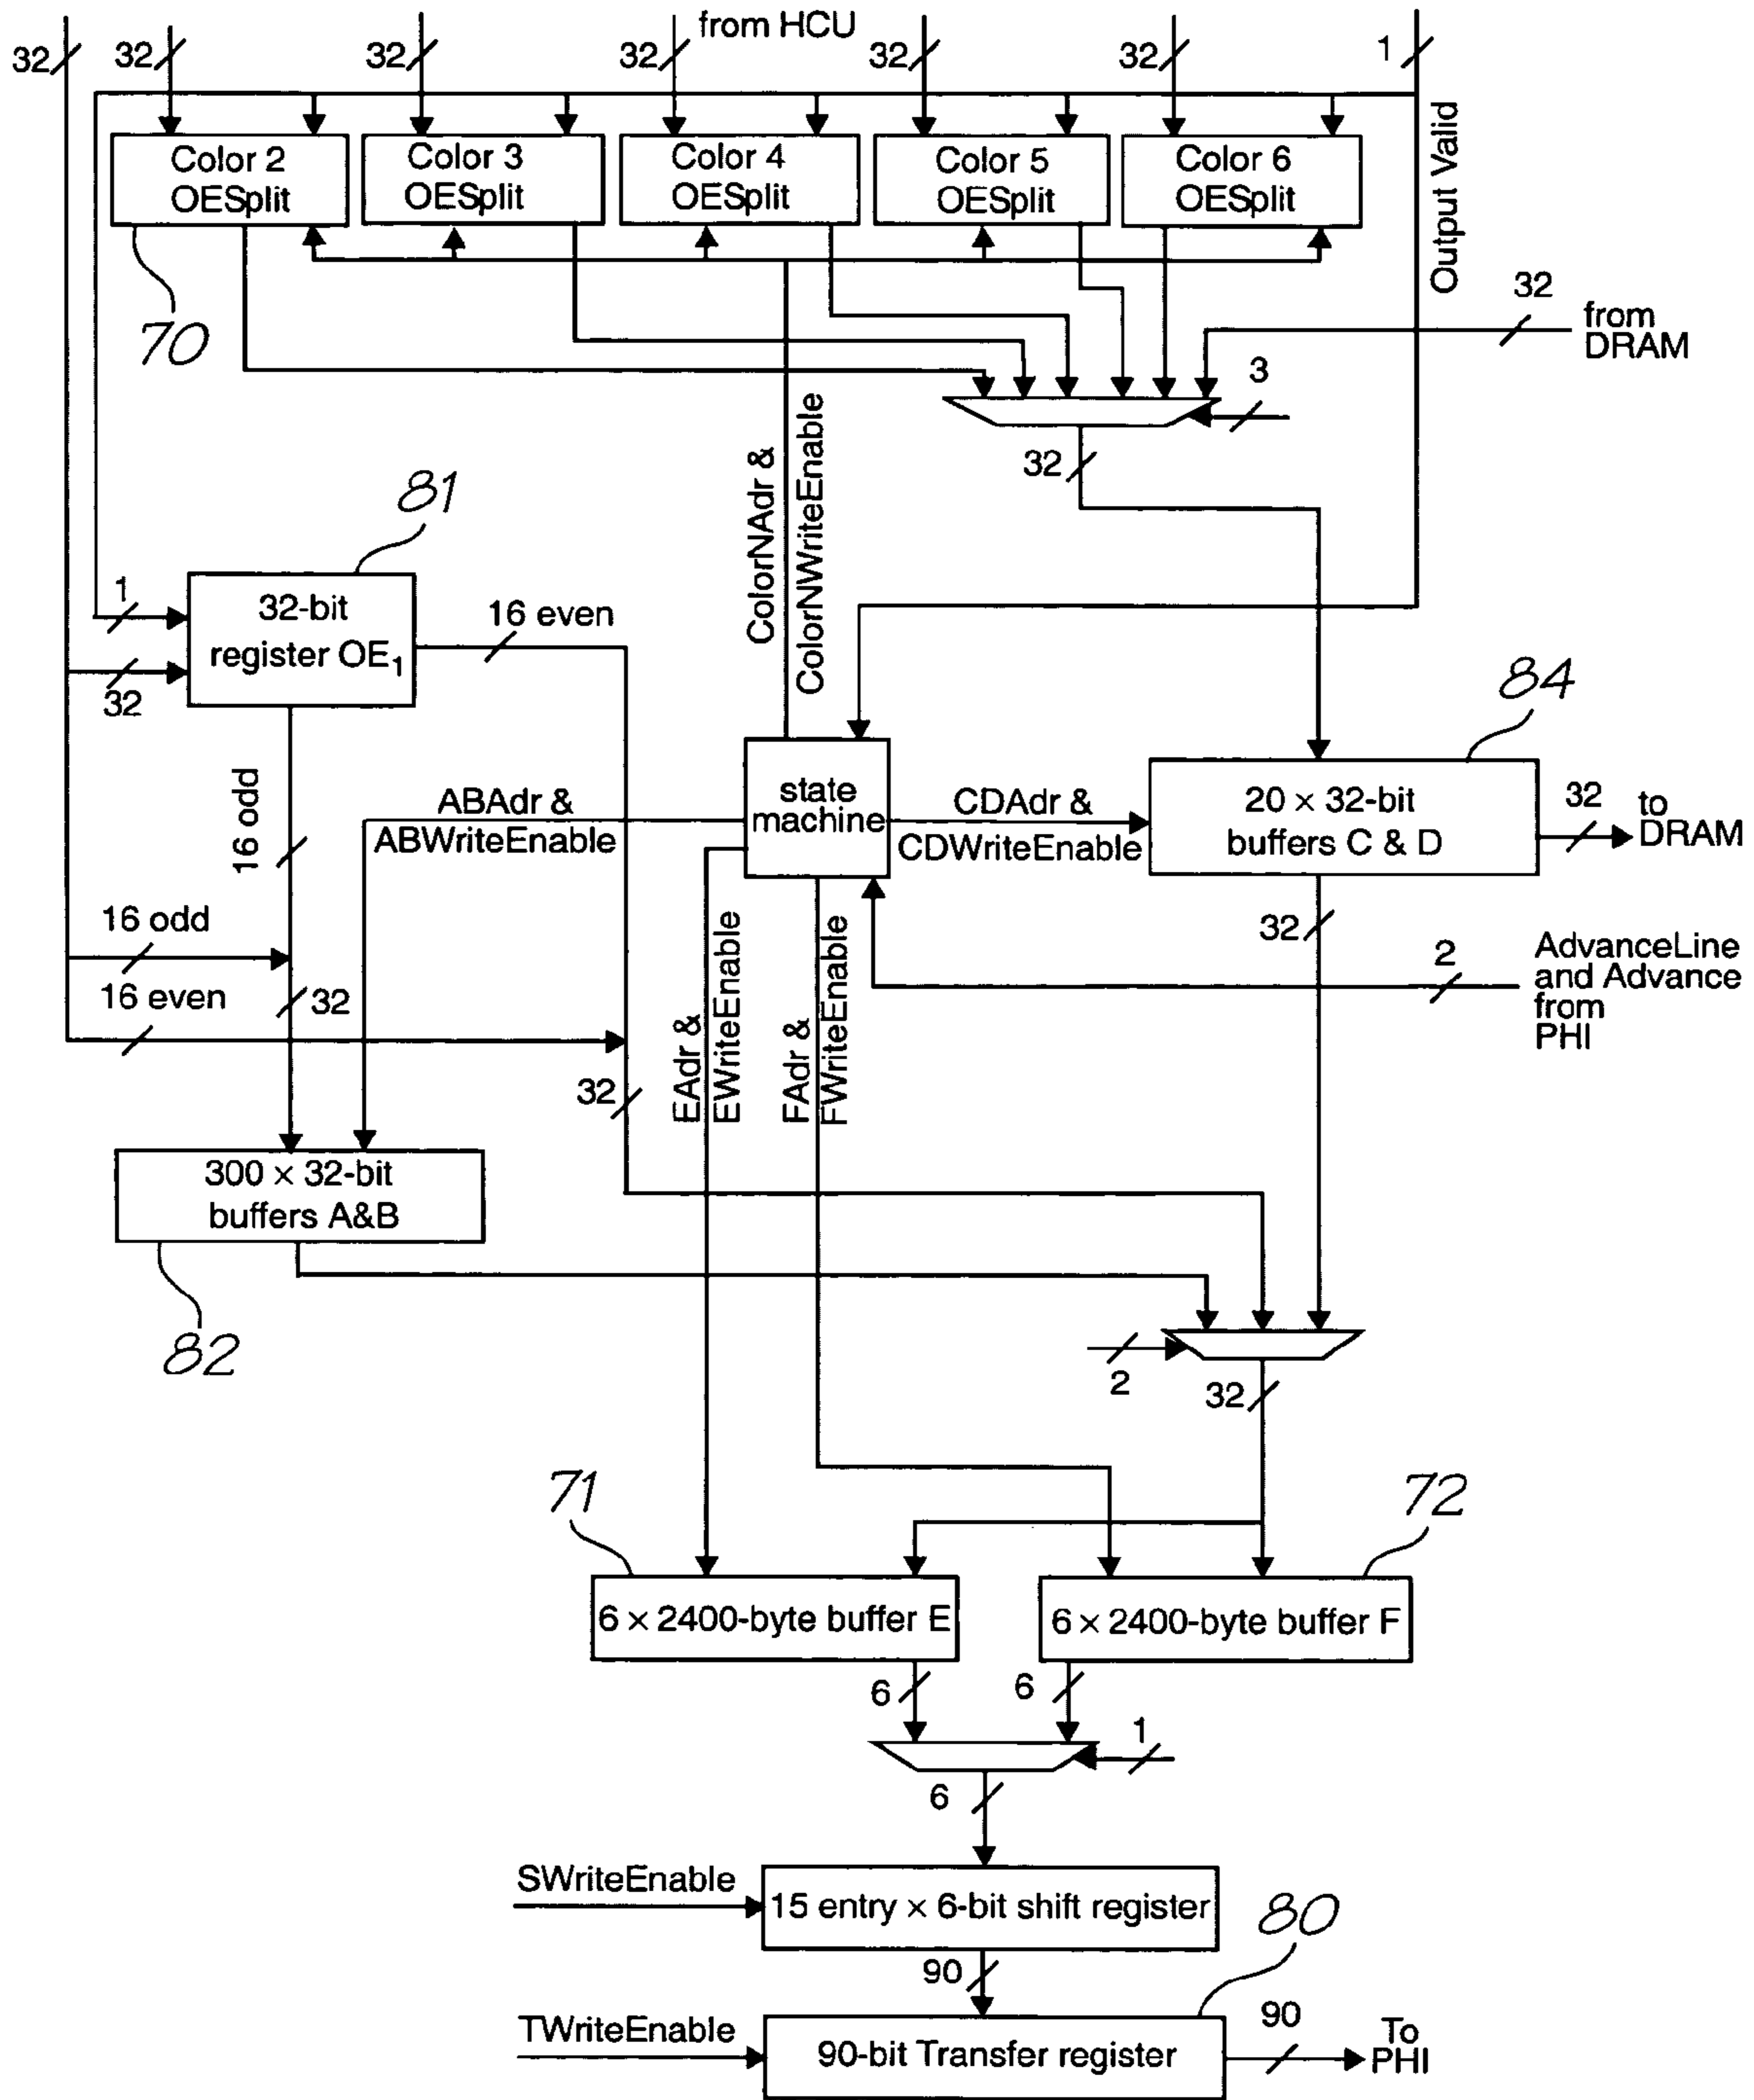 from HCU
32
32
32
32
32
32
1
Color 2
OESplit
Color 3
OESplit
Color 4
OESplit
Color 5
OESplit
Color 6
OESplit
Output Valid
70
32
from
DRAM
3
32
ColorNAdr &
ColorNWriteEnable
81
1
32
32-bit
register OE₁
16 even
16 odd
84
state
machine
ABAdr &
ABWriteEnable
CDAdr &
CDWriteEnable
20 × 32-bit
buffers C & D
32
to
DRAM
16 odd
16 even
32
32
EAdr &
EWriteEnable
FAdr &
FWriteEnable
32
2
AdvanceLine
and Advance
from
PHI
300 × 32-bit
buffers A&B
82
2
32
71
72
6 × 2400-byte buffer E
6 × 2400-byte buffer F
6
6
1
6
SWriteEnable
15 entry × 6-bit shift register
80
90
TWriteEnable
90-bit Transfer register
90
To
PHI